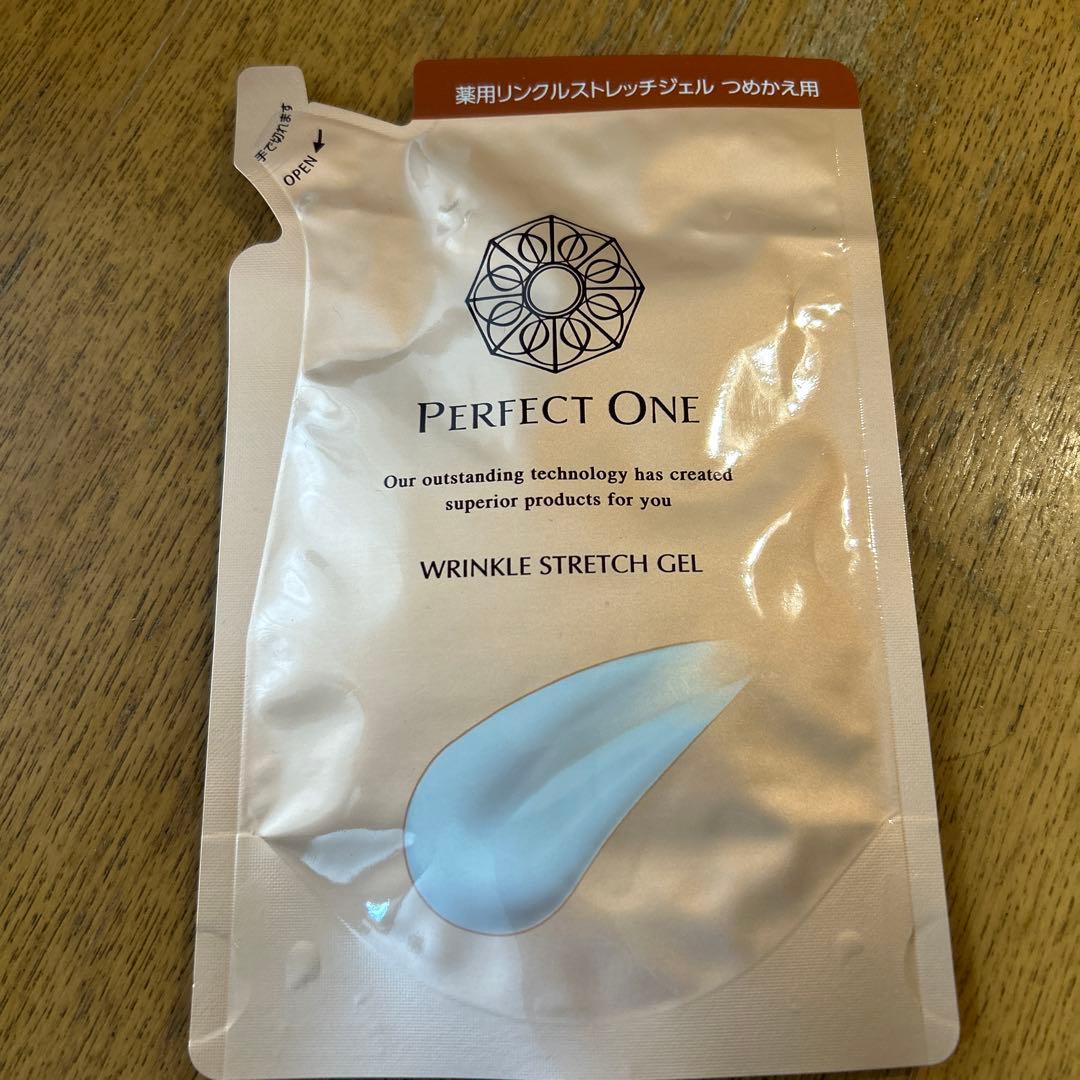 薬用リンクルストレッチジェル つめかえ用
手で切れます
OPEN
PERFECT ONE
Our outstanding technology has created
superior products for you
WRINKLE STRETCH GEL